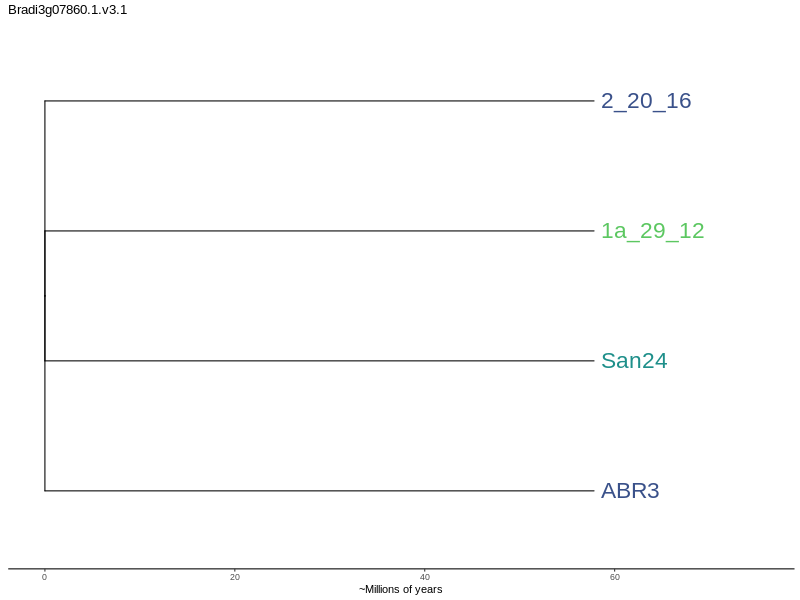 Bradi3g07860.1.v3.1
2_20_16
1a_29_12
San24
ABR3
0 20 40 60
~Millions of years